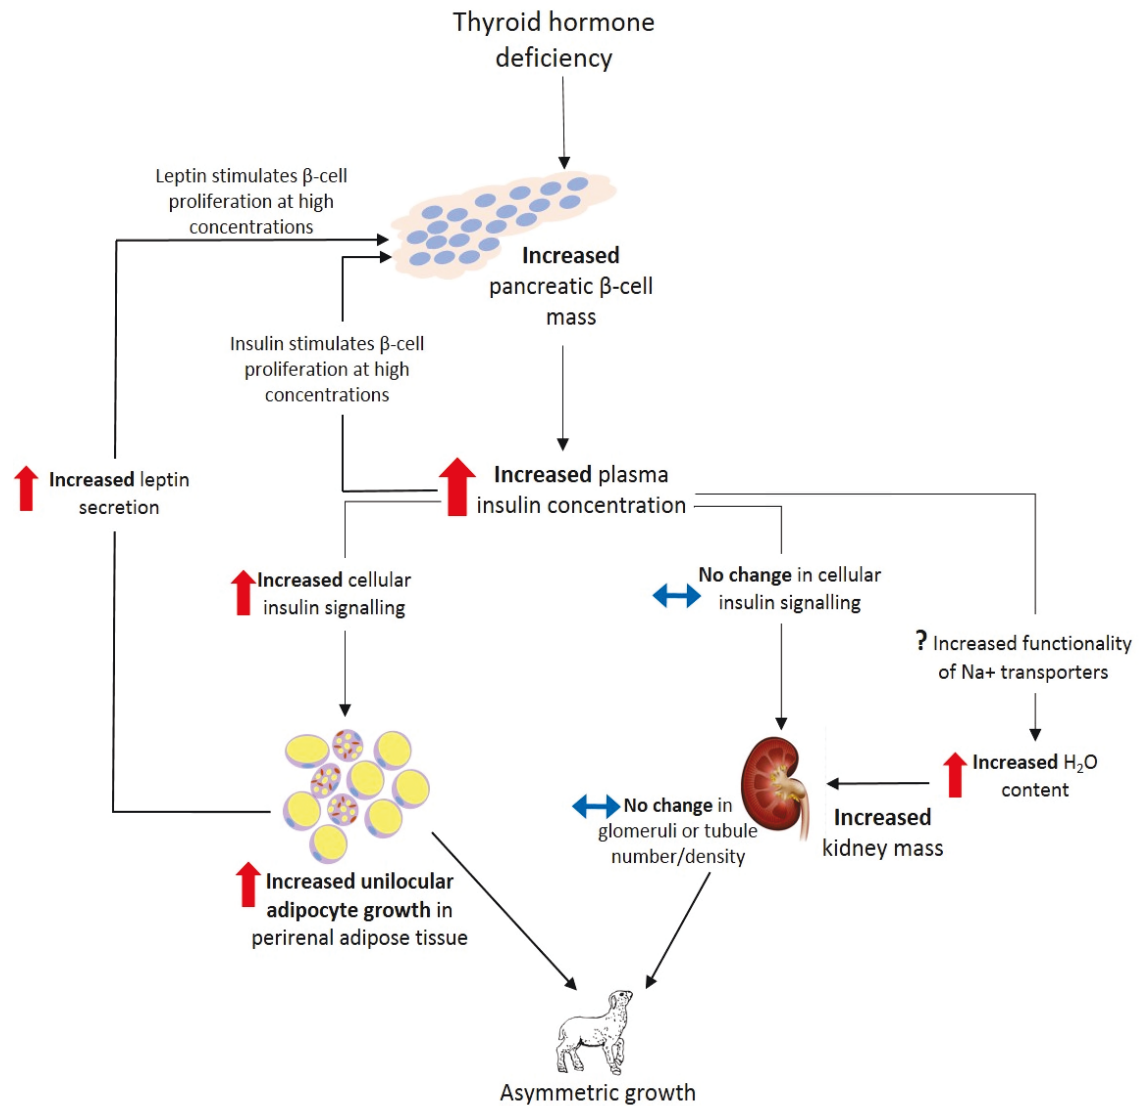 Thyroid hormone
deficiency
Leptin stimulates β-cell
proliferation at high
concentrations
Increased
pancreatic β-cell
mass
Insulin stimulates β-cell
proliferation at high
concentrations
Increased leptin
secretion
Increased plasma
insulin concentration
Increased cellular
insulin signalling
No change in cellular
insulin signalling
? Increased functionality
of Na+ transporters
Increased H₂O
content
No change in
glomeruli or tubule
number/density
Increased
kidney mass
Increased unilocular
adipocyte growth in
perirenal adipose tissue
Asymmetric growth